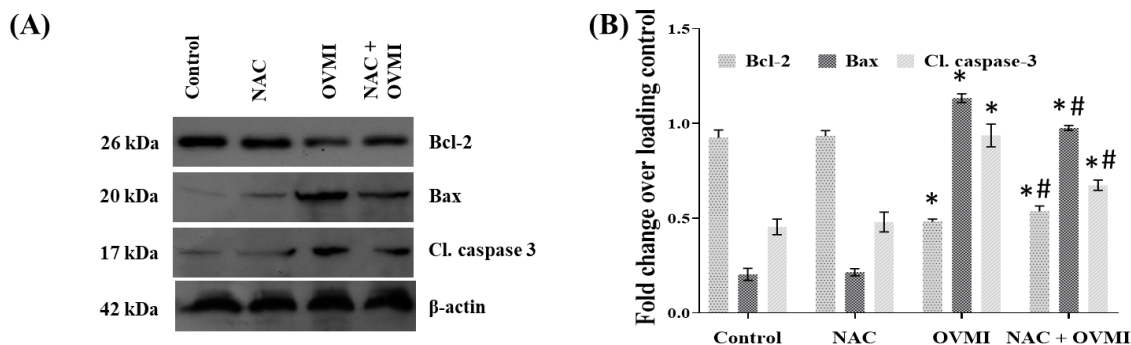 (A)
Control
NAC
OVMI
NAC +
OVMI
26 kDa
Bcl-2
20 kDa
Bax
17 kDa
Cl. caspase 3
42 kDa
β-actin
(B)
Fold change over loading control
1.5
1.0
0.5
0.0
Bcl-2 Bax Cl. caspase-3
*
*
*
*#
*#
*#
Control NAC OVMI NAC + OVMI